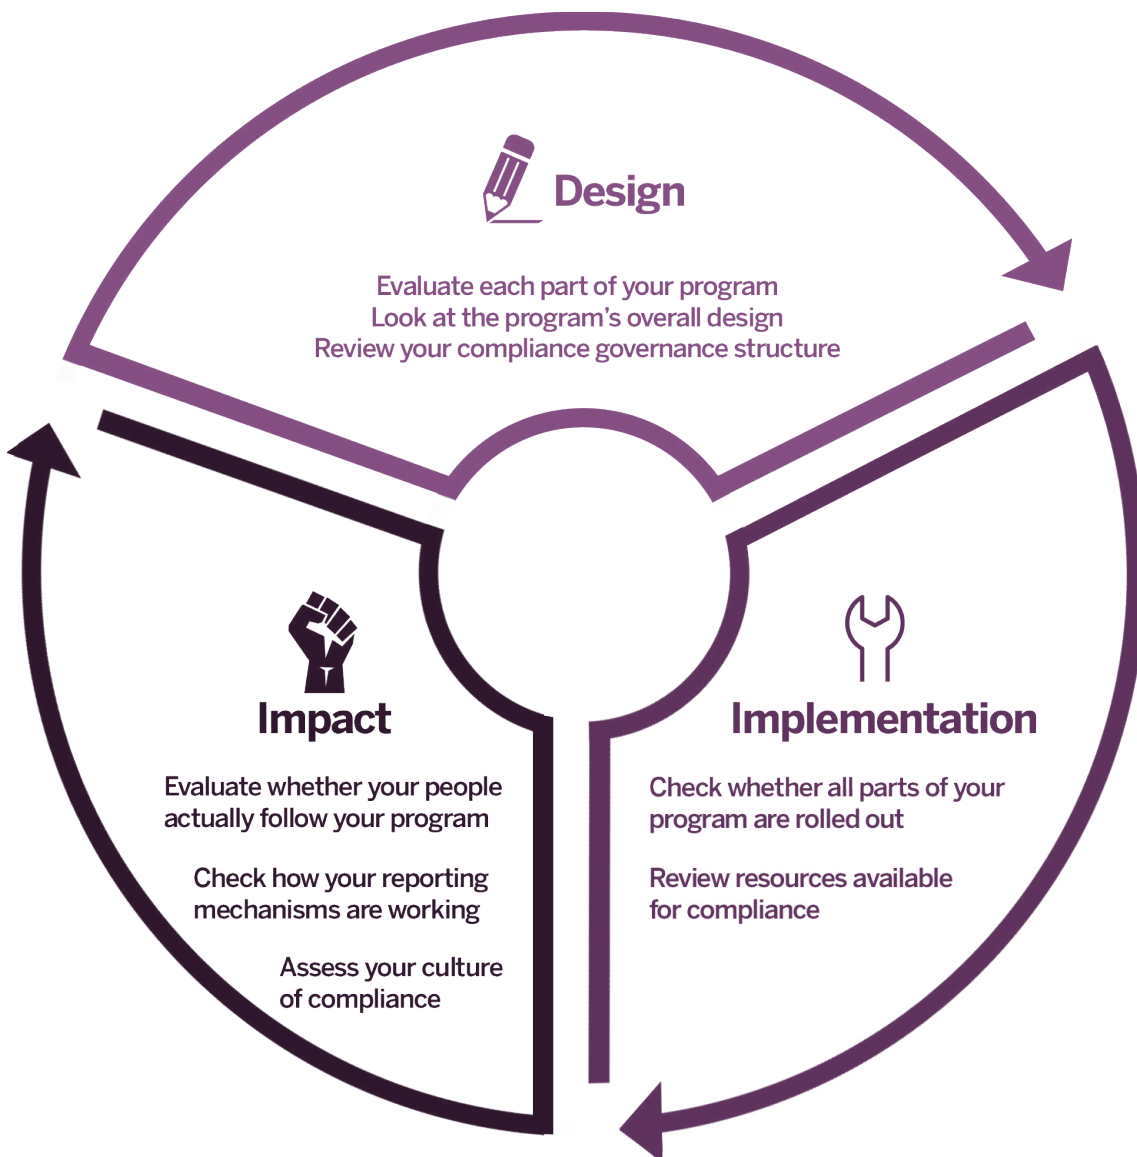 Design
Evaluate each part of your program
Look at the program’s overall design
Review your compliance governance structure
Implementation
Check whether all parts of your
program are rolled out
Review resources available
for compliance
Impact
Evaluate whether your people
actually follow your program
Check how your reporting
mechanisms are working
Assess your culture
of compliance